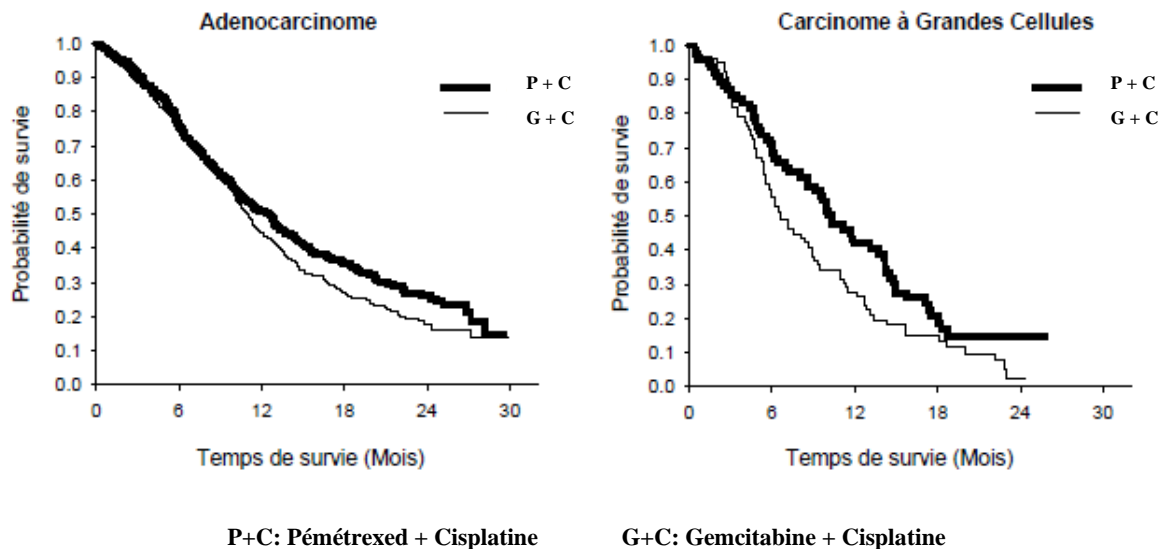 Adenocarcinome
Probabilité de survie
1.0
0.9
0.8
0.7
0.6
0.5
0.4
0.3
0.2
0.1
0.0
P + C
G + C
0 6 12 18 24 30
Temps de survie (Mois)
Carcinome à Grandes Cellules
Probabilité de survie
1.0
0.9
0.8
0.7
0.6
0.5
0.4
0.3
0.2
0.1
0.0
P + C
G + C
0 6 12 18 24 30
Temps de survie (Mois)
P+C: Pémétrexed + Cisplatine G+C: Gemcitabine + Cisplatine